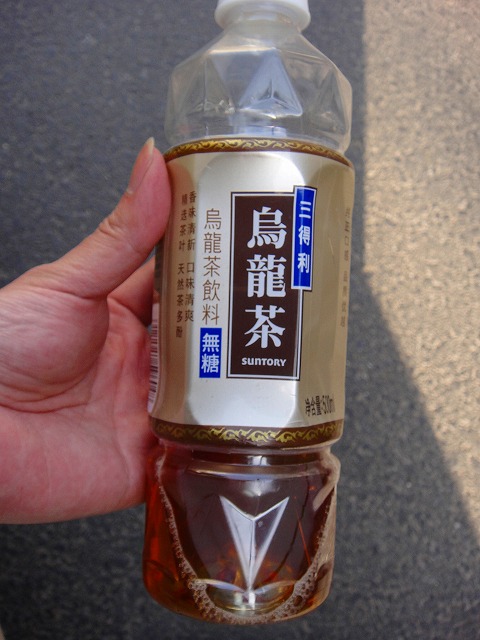 三得利
烏龍茶
SUNTORY
烏龍茶飲料
無糖
香味清新 口味清爽
精选茶叶 天然茶多酚
净含量:500ml